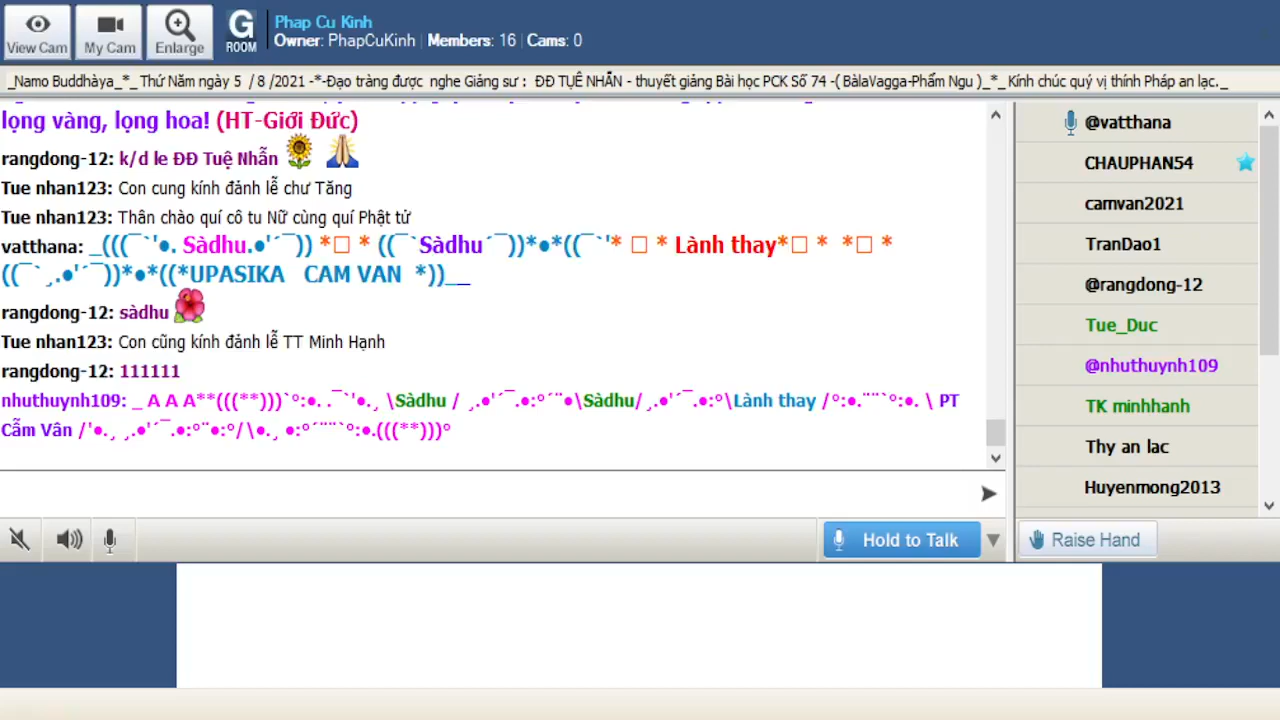 View Cam
My Cam
Enlarge
G
ROOM
Phap Cu Kinh
Owner: PhapCuKinh | Members: 16 | Cams: 0
_Namo Buddhàya_*_ Thứ Năm ngày 5 / 8 /2021 -*-Đạo tràng được nghe Giảng sư : ĐĐ TUỆ NHẪN - thuyết giảng Bài học PCK Số 74 -( BàlaVagga-Phẩm Ngu )_*_ Kính chúc quý vị thính Pháp an lạc._
lọng vàng, lọng hoa! (HT-Giới Đức)
rangdong-12: k/d le ĐĐ Tuệ Nhẫn 🌻 🙏
Tue nhan123: Con cung kính đảnh lễ chư Tăng
Tue nhan123: Thân chào quí cô tu Nữ cùng quí Phật tử
vatthana: _(((¯`'●. Sàdhu.●'´¯)) *□ * ((¯`Sàdhu´¯))*●*((¯`'* □ * Lành thay*□ * *□ *
((¯`¸.●'´¯))*●*((*UPASIKA CAM VAN *))__
rangdong-12: sàdhu 🌺
Tue nhan123: Con cũng kính đảnh lễ TT Minh Hạnh
rangdong-12: 111111
nhuthuynh109: _ A A A**(((**)))`º:●. .¯`'●.¸ \Sàdhu / ¸.●'´¯.●:º´¨●\Sàdhu/¸.●'´¯.●:º\Lành thay /º:●.¨¨`º:●. \ PT
Cẩm Vân /'●.¸ ¸.●'´¯.●:º¨●:º/\●.¸ ●:º´¨¨`º:●.(((**)))º
Hold to Talk
@vatthana
CHAUPHAN54
camvan2021
TranDao1
@rangdong-12
Tue_Duc
@nhuthuynh109
TK minhhanh
Thy an lac
Huyenmong2013
Raise Hand